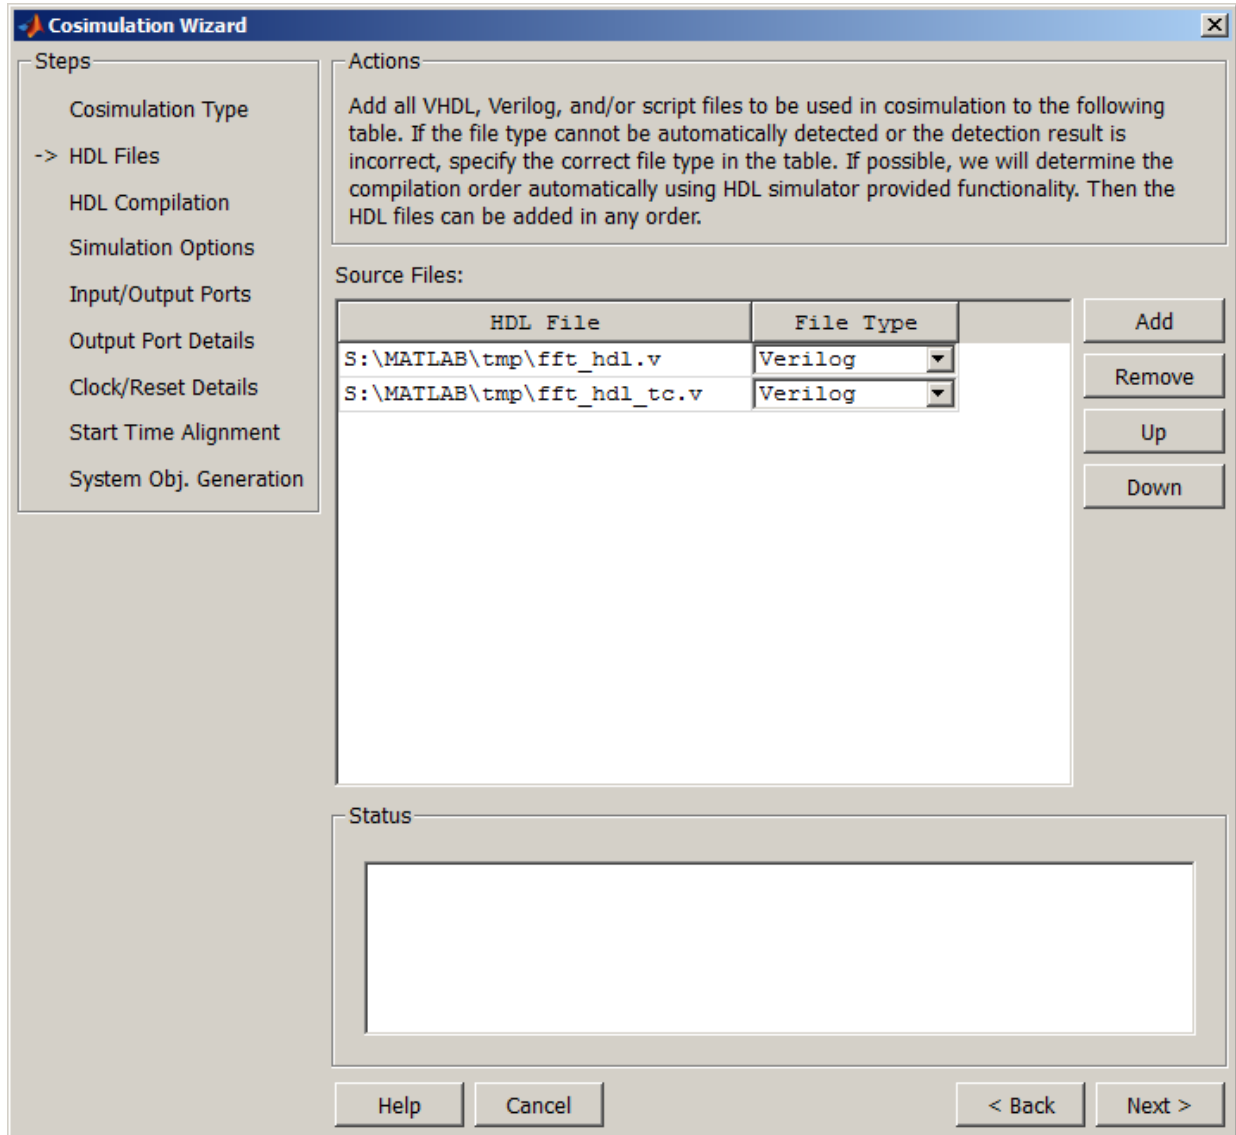 Cosimulation Wizard
Steps
Cosimulation Type
-> HDL Files
HDL Compilation
Simulation Options
Input/Output Ports
Output Port Details
Clock/Reset Details
Start Time Alignment
System Obj. Generation
Actions
Add all VHDL, Verilog, and/or script files to be used in cosimulation to the following
table. If the file type cannot be automatically detected or the detection result is
incorrect, specify the correct file type in the table. If possible, we will determine the
compilation order automatically using HDL simulator provided functionality. Then the
HDL files can be added in any order.
Source Files:
HDL File File Type
S:\MATLAB\tmp\fft_hdl.v Verilog
S:\MATLAB\tmp\fft_hdl_tc.v Verilog
Add
Remove
Up
Down
Status
Help Cancel < Back Next >